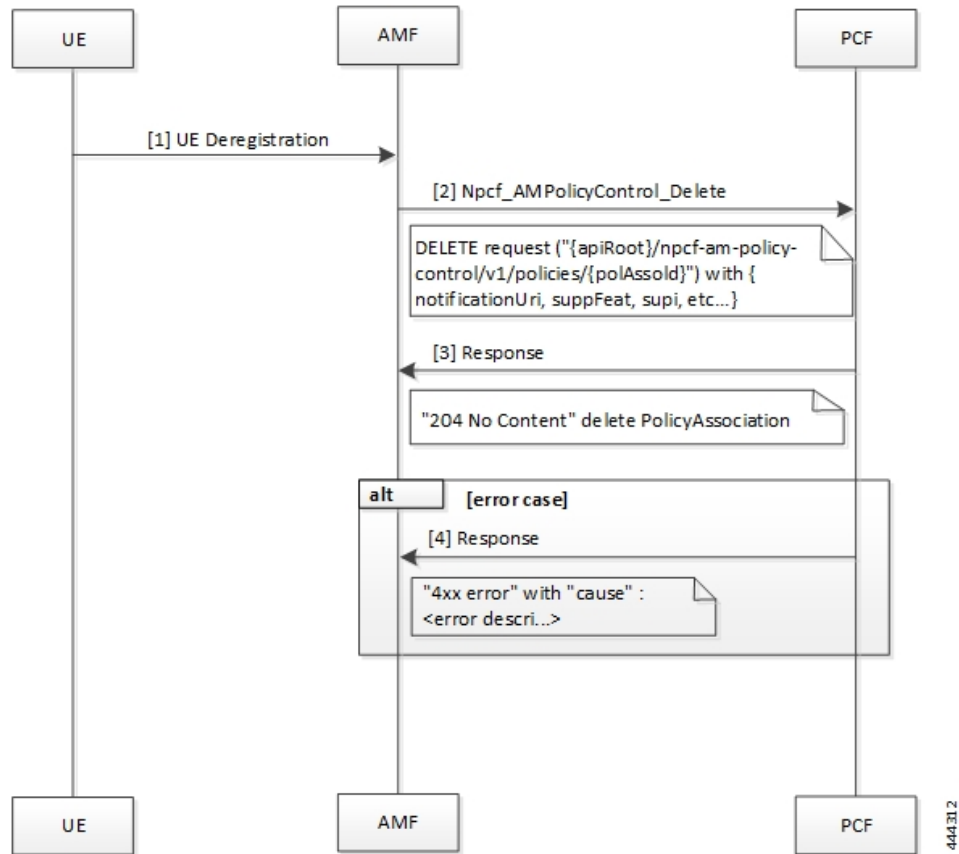 UE
AMF
PCF
[1] UE Deregistration
[2] Npcf_AMPolicyControl_Delete
DELETE request ("{apiRoot}/npcf-am-policy-
control/v1/policies/{polAssoId}") with {
notificationUri, suppFeat, supi, etc...}
[3] Response
"204 No Content" delete PolicyAssociation
alt
[error case]
[4] Response
"4xx error" with "cause" :
<error descri...>
UE
AMF
PCF
444312